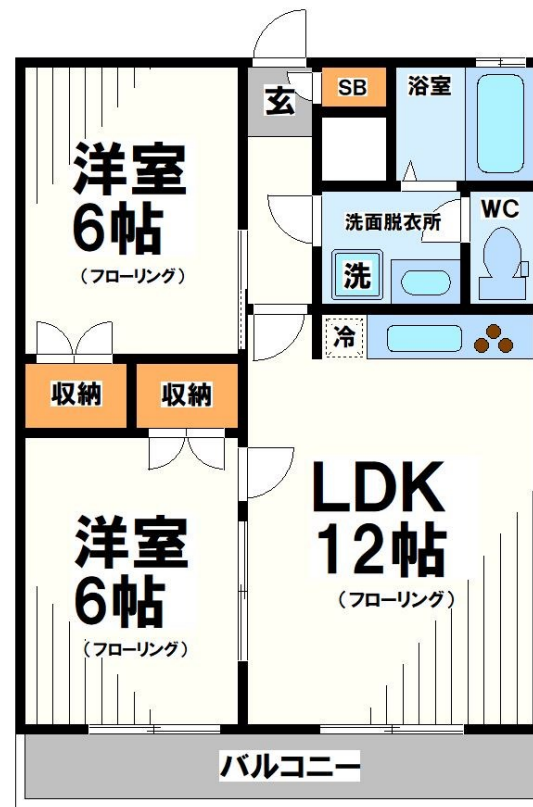 玄
SB
浴室
洋室
6帖
(フローリング)
洗面脱衣所
WC
洗
冷
収納
収納
LDK
12帖
(フローリング)
洋室
6帖
(フローリング)
バルコニー